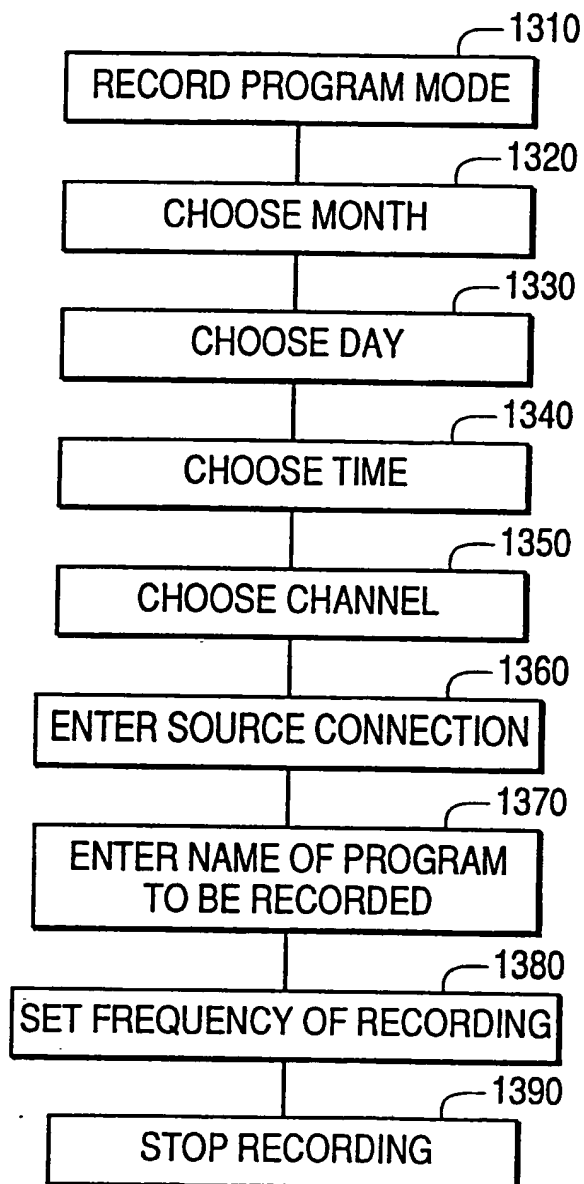 1310
RECORD PROGRAM MODE
1320
CHOOSE MONTH
1330
CHOOSE DAY
1340
CHOOSE TIME
1350
CHOOSE CHANNEL
1360
ENTER SOURCE CONNECTION
1370
ENTER NAME OF PROGRAM
TO BE RECORDED
1380
SET FREQUENCY OF RECORDING
1390
STOP RECORDING